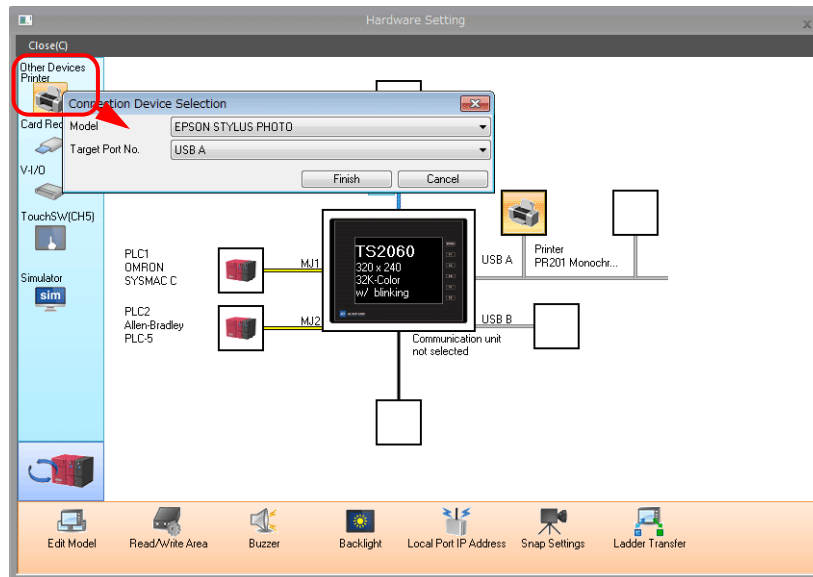 Hardware Setting
Close(C)
Other Devices
Printer
Connection Device Selection
Card Rec
Model
EPSON STYLUS PHOTO
Target Port No.
USB A
V-I/O
Finish
Cancel
TouchSW(CH5)
PLC1
OMRON
SYSMAC C
MJ1
TS2060
320 x 240
32K-Color
w/ blinking
USB A
Printer
PR201 Monochr...
Simulator
sim
PLC2
Allen-Bradley
PLC-5
MJ2
USB B
Communication unit
not selected
Edit Model
Read/Write Area
Buzzer
Backlight
Local Port IP Address
Snap Settings
Ladder Transfer